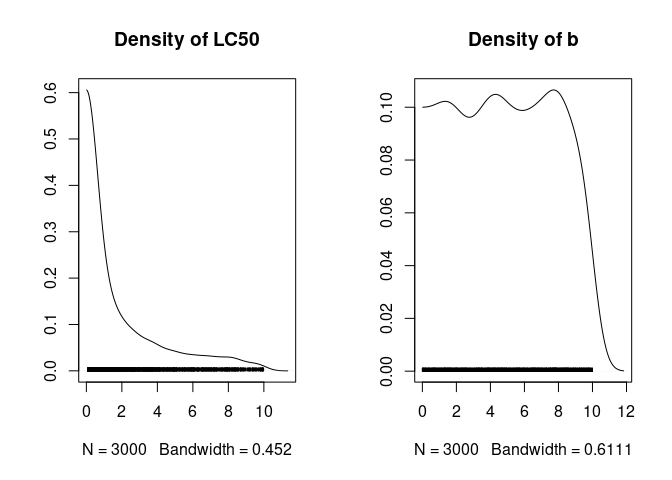 Density of LC50
0.0 0.1 0.2 0.3 0.4 0.5 0.6
0 2 4 6 8 10
N = 3000 Bandwidth = 0.452
Density of b
0.00 0.02 0.04 0.06 0.08 0.10
0 2 4 6 8 10 12
N = 3000 Bandwidth = 0.6111